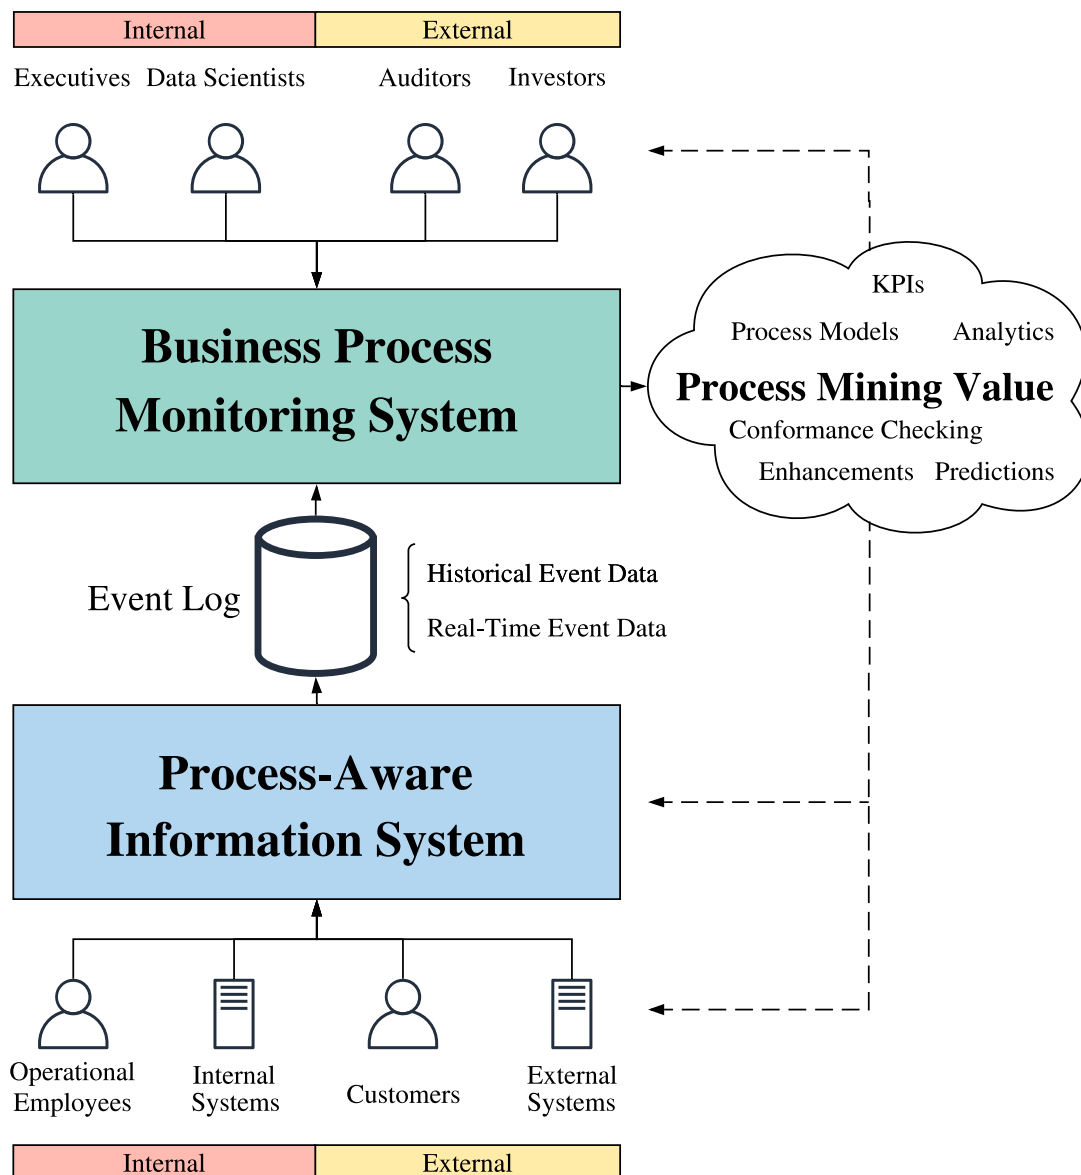 Internal
External
Executives
Data Scientists
Auditors
Investors
Business Process
Monitoring System
KPIs
Process Models
Analytics
Process Mining Value
Conformance Checking
Enhancements
Predictions
Event Log
Historical Event Data
Real-Time Event Data
Process-Aware
Information System
Operational
Employees
Internal
Systems
Customers
External
Systems
Internal
External